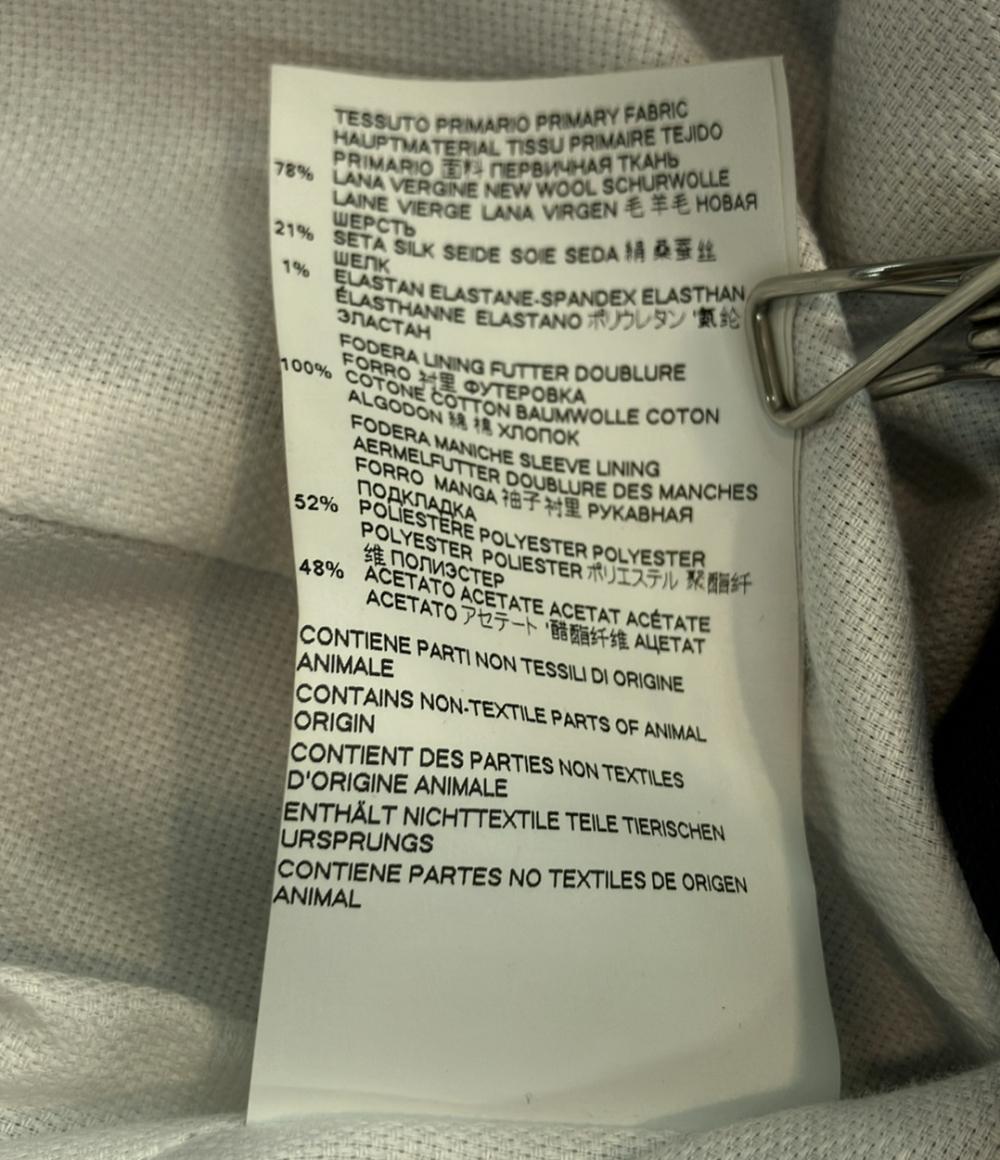 TESSUTO PRIMARIO PRIMARY FABRIC
HAUPTMATERIAL TISSU PRIMAIRE TEJIDO
PRIMARIO 面料 ПЕРВИЧНАЯ ТКАНЬ
78% LANA VERGINE NEW WOOL SCHURWOLLE
LAINE VIERGE LANA VIRGEN 毛 羊毛 НОВАЯ
ШЕРСТЬ
21% SETA SILK SEIDE SOIE SEDA 絹 桑蚕丝
ШЕЛК
1% ELASTAN ELASTANE-SPANDEX ELASTHAN
ÉLASTHANNE ELASTANO ポリウレタン '氨纶
ЭЛАСТАН
FODERA LINING FUTTER DOUBLURE
FORRO 衬里 ФУТЕРОВКА
100% COTONE COTTON BAUMWOLLE COTON
ALGODON 綿 棉 ХЛОПОК
FODERA MANICHE SLEEVE LINING
AERMELFUTTER DOUBLURE DES MANCHES
FORRO MANGA 袖子衬里 РУКАВНАЯ
ПОДКЛАДКА
52% POLIESTERE POLYESTER POLYESTER
POLYESTER POLIESTER ポリエステル 聚酯纤
维 ПОЛИЭСТЕР
48% ACETATO ACETATE ACETAT ACÉTATE
ACETATO アセテート '醋酯纤维 АЦЕТАТ
CONTIENE PARTI NON TESSILI DI ORIGINE
ANIMALE
CONTAINS NON-TEXTILE PARTS OF ANIMAL
ORIGIN
CONTIENT DES PARTIES NON TEXTILES
D'ORIGINE ANIMALE
ENTHÄLT NICHTTEXTILE TEILE TIERISCHEN
URSPRUNGS
CONTIENE PARTES NO TEXTILES DE ORIGEN
ANIMAL